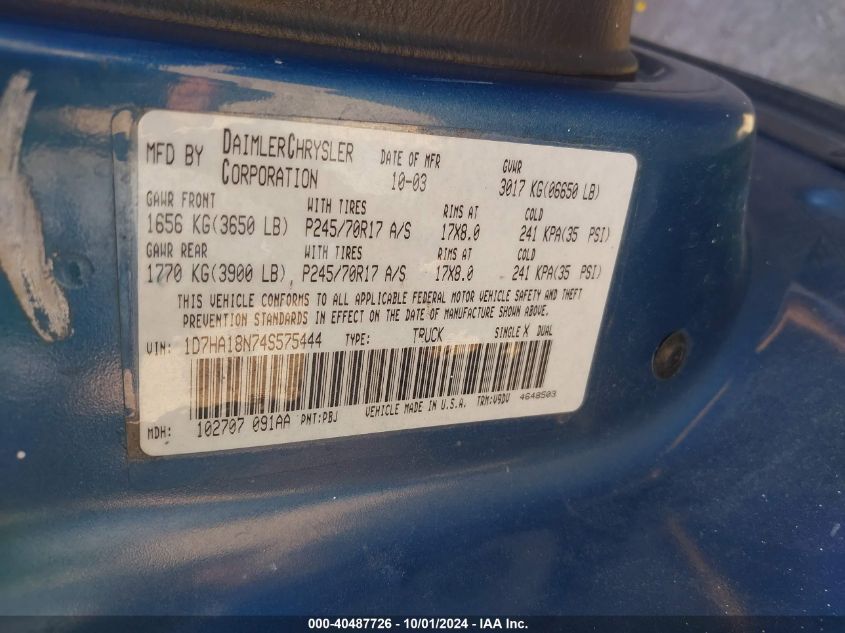 MFD BY DAIMLERCHRYSLER CORPORATION DATE OF MFR 10-03 GVWR 3017 KG(06650 LB)
GAWR FRONT WITH TIRES RIMS AT COLD
1656 KG(3650 LB) P245/70R17 A/S 17X8.0 241 KPA(35 PSI)
GAWR REAR WITH TIRES RIMS AT COLD
1770 KG(3900 LB), P245/70R17 A/S 17X8.0 241 KPA(35 PSI)
THIS VEHICLE CONFORMS TO ALL APPLICABLE FEDERAL MOTOR VEHICLE SAFETY AND THEFT
PREVENTION STANDARDS IN EFFECT ON THE DATE OF MANUFACTURE SHOWN ABOVE.
VIN: 1D7HA18N74S575444 TYPE: TRUCK SINGLE X DUAL
MDH: 102707 091AA PNT:PBJ VEHICLE MADE IN U.S.A. TRM:V9DV 4648503
000-40487726 - 10/01/2024 - IAA Inc.